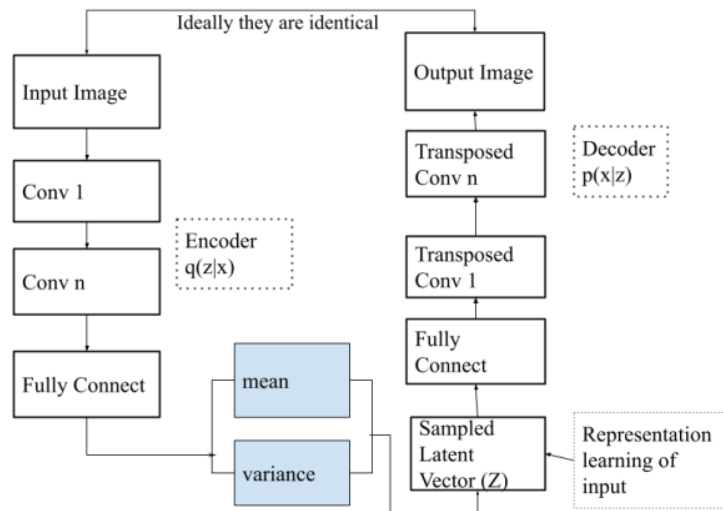 Ideally they are identical
Input Image
Output Image
Conv 1
Transposed
Conv n
Decoder
p(x|z)
Encoder
q(z|x)
Conv n
Transposed
Conv 1
Fully Connect
mean
Fully
Connect
variance
Sampled
Latent
Vector (Z)
Representation
learning of
input